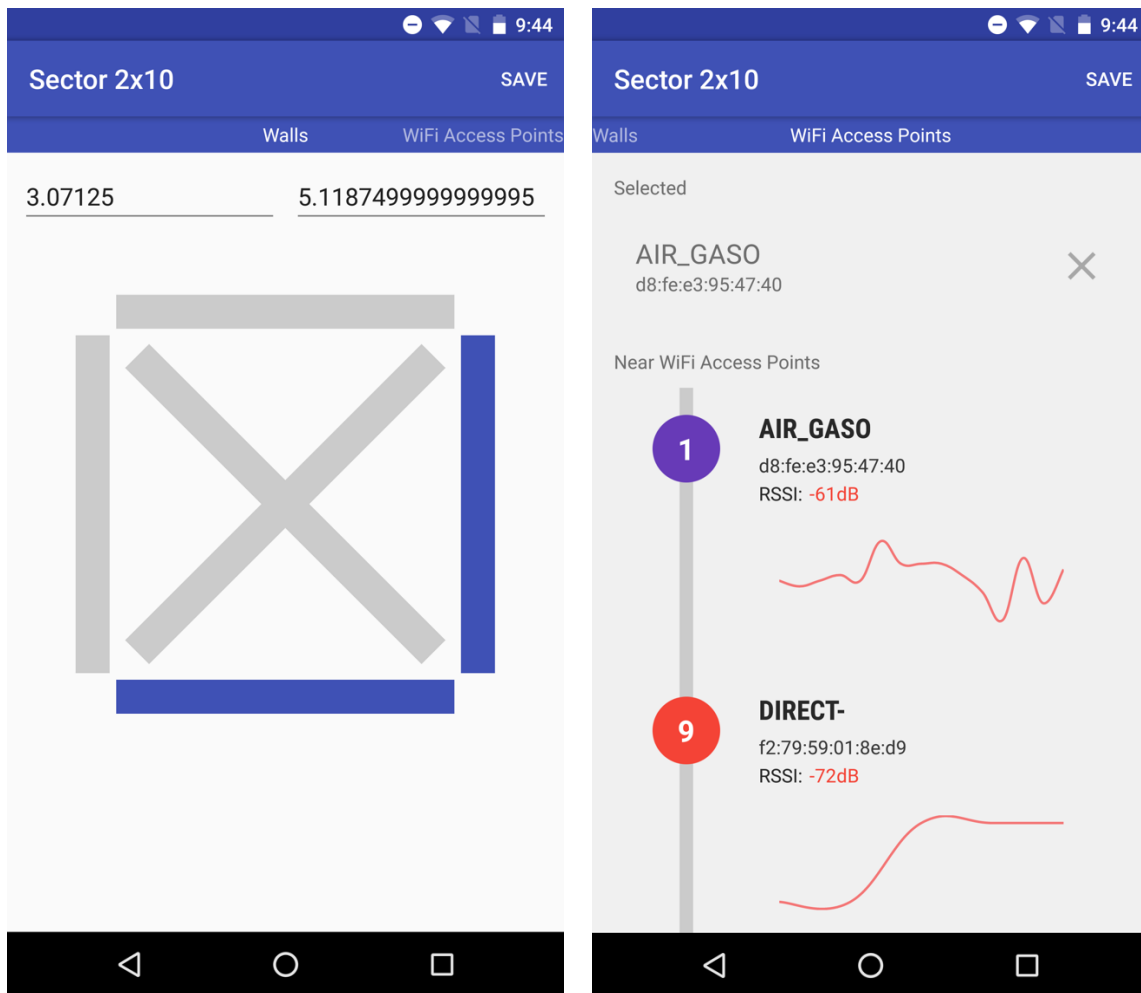 9:44
Sector 2x10 SAVE
Walls WiFi Access Points
3.07125 5.1187499999999995
9:44
Sector 2x10 SAVE
Walls WiFi Access Points
Selected
AIR_GASO
d8:fe:e3:95:47:40
Near WiFi Access Points
1
AIR_GASO
d8:fe:e3:95:47:40
RSSI: -61dB
9
DIRECT-
f2:79:59:01:8e:d9
RSSI: -72dB